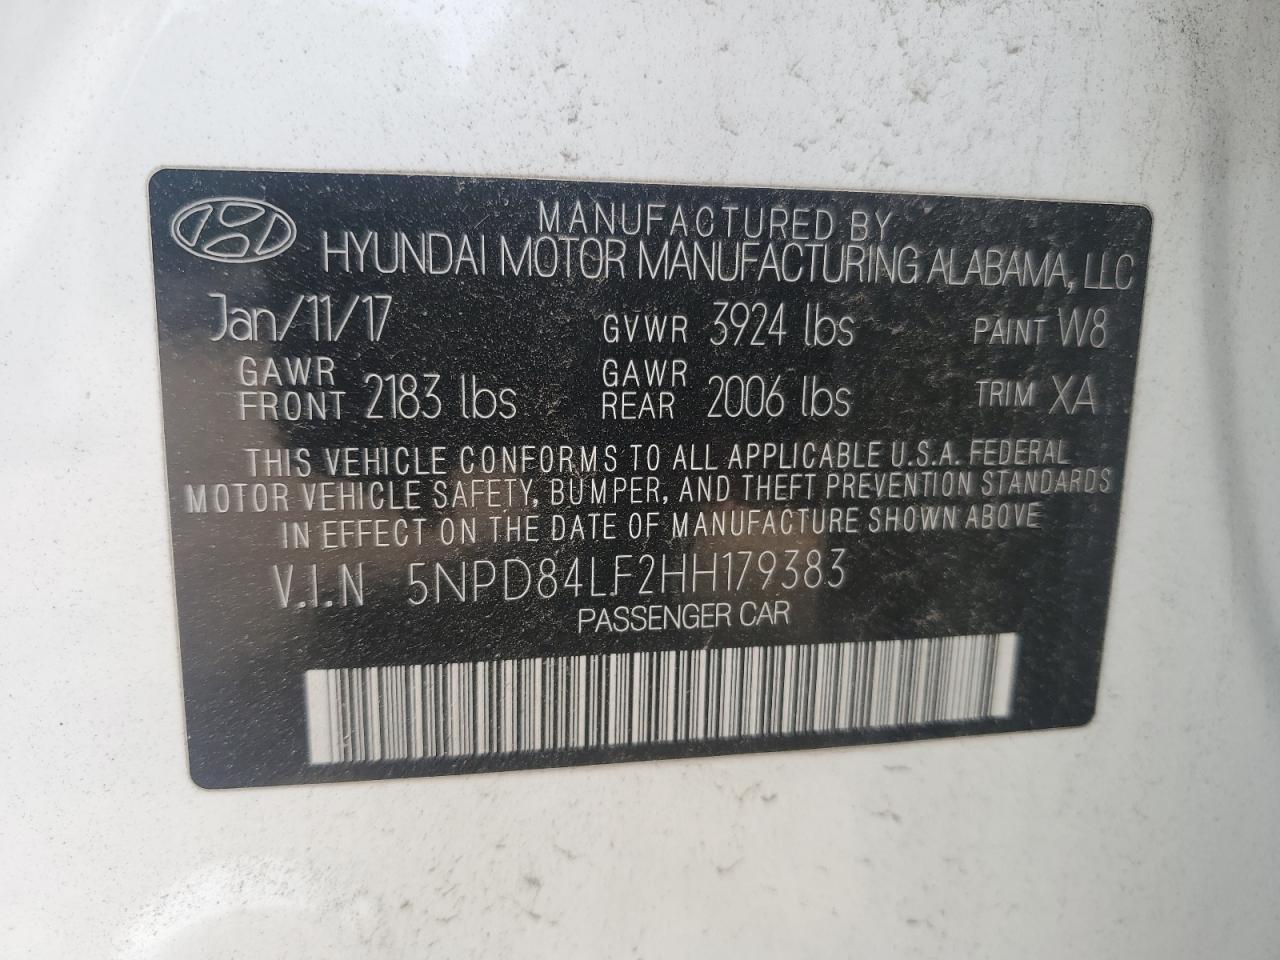 MANUFACTURED BY
HYUNDAI MOTOR MANUFACTURING ALABAMA, LLC
Jan/11/17 GVWR 3924 lbs PAINT W8
GAWR FRONT 2183 lbs GAWR REAR 2006 lbs TRIM XA
THIS VEHICLE CONFORMS TO ALL APPLICABLE U.S.A. FEDERAL
MOTOR VEHICLE SAFETY, BUMPER, AND THEFT PREVENTION STANDARDS
IN EFFECT ON THE DATE OF MANUFACTURE SHOWN ABOVE
V.I.N 5NPD84LF2HH179383
PASSENGER CAR